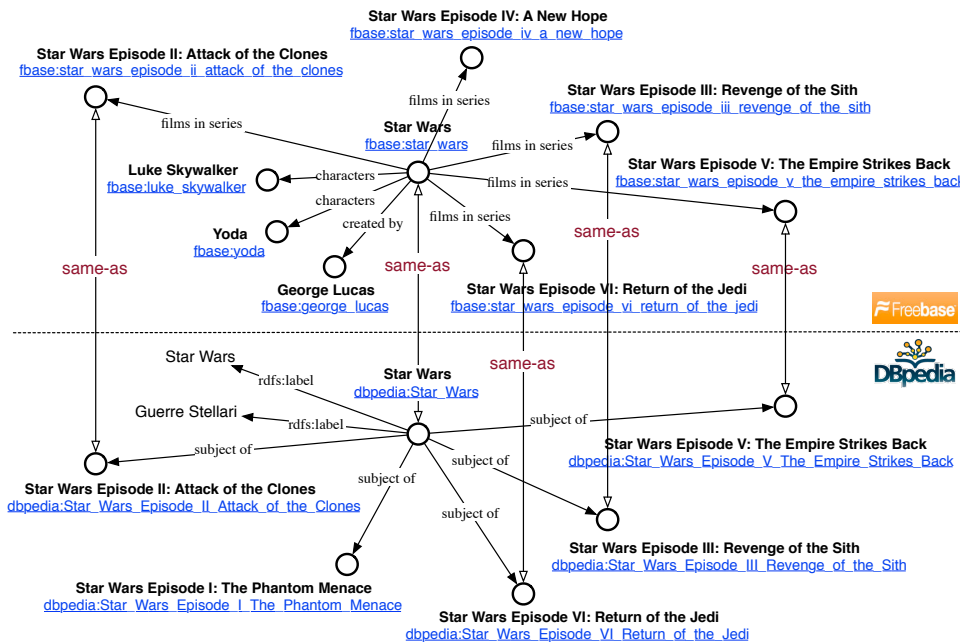 Star Wars Episode IV: A New Hope
fbase:star_wars_episode_iv_a_new_hope
Star Wars Episode II: Attack of the Clones
fbase:star_wars_episode_ii_attack_of_the_clones
Star Wars Episode III: Revenge of the Sith
fbase:star_wars_episode_iii_revenge_of_the_sith
films in series
films in series
Star Wars
fbase:star_wars
films in series
Star Wars Episode V: The Empire Strikes Back
fbase:star_wars_episode_v_the_empire_strikes_back
Luke Skywalker
fbase:luke_skywalker
characters
films in series
characters
created by
films in series
Yoda
fbase:yoda
same-as
same-as
same-as
same-as
George Lucas
fbase:george_lucas
Star Wars Episode VI: Return of the Jedi
fbase:star_wars_episode_vi_return_of_the_jedi
Freebase
Star Wars
rdfs:label
Star Wars
dbpedia:Star_Wars
same-as
DBpedia
Guerre Stellari
rdfs:label
subject of
subject of
subject of
Star Wars Episode V: The Empire Strikes Back
dbpedia:Star_Wars_Episode_V_The_Empire_Strikes_Back
Star Wars Episode II: Attack of the Clones
dbpedia:Star_Wars_Episode_II_Attack_of_the_Clones
subject of
subject of
Star Wars Episode III: Revenge of the Sith
dbpedia:Star_Wars_Episode_III_Revenge_of_the_Sith
Star Wars Episode I: The Phantom Menace
dbpedia:Star_Wars_Episode_I_The_Phantom_Menace
Star Wars Episode VI: Return of the Jedi
dbpedia:Star_Wars_Episode_VI_Return_of_the_Jedi